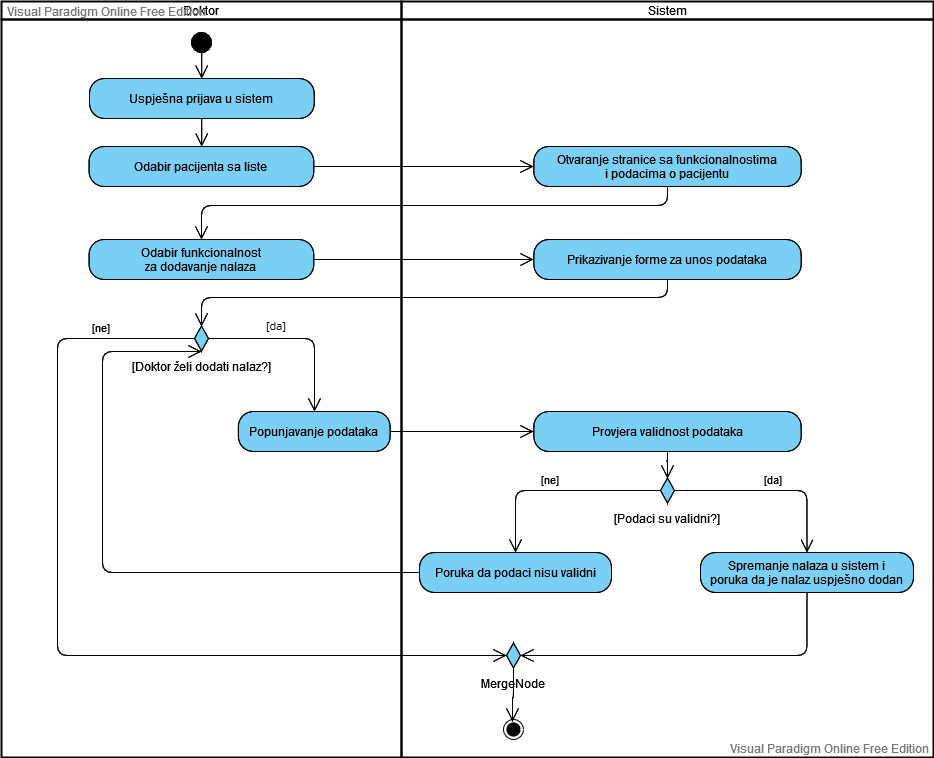 Visual Paradigm Online Free Edition
Doktor
Sistem
Uspješna prijava u sistem
Odabir pacijenta sa liste
Otvaranje stranice sa funkcionalnostima
i podacima o pacijentu
Odabir funkcionalnost
za dodavanje nalaza
Prikazivanje forme za unos podataka
[ne]
[da]
[Doktor želi dodati nalaz?]
Popunjavanje podataka
Provjera validnost podataka
[ne]
[da]
[Podaci su validni?]
Poruka da podaci nisu validni
Spremanje nalaza u sistem i
poruka da je nalaz uspješno dodan
MergeNode
Visual Paradigm Online Free Edition